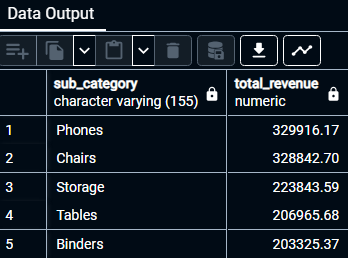 Data Output
sub_category total_revenue
character varying (155) numeric
1 Phones 329916.17
2 Chairs 328842.70
3 Storage 223843.59
4 Tables 206965.68
5 Binders 203325.37